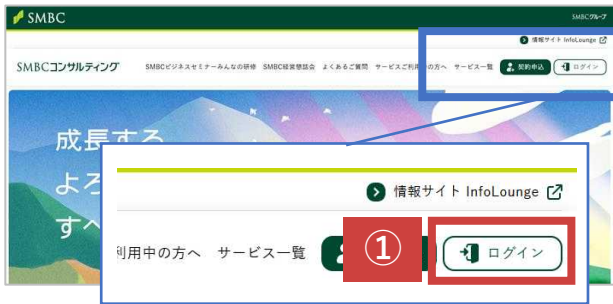 SMBC
SMBCグループ
情報サイト InfoLounge
SMBCコンサルティング
SMBCビジネスセミナーみんなの研修 SMBC経営懇話会 よくあるご質問 サービスご利用中の方へ サービス一覧 契約申込 ログイン
成長する
よろ
すべ
情報サイト InfoLounge
利用中の方へ サービス一覧 ① ログイン